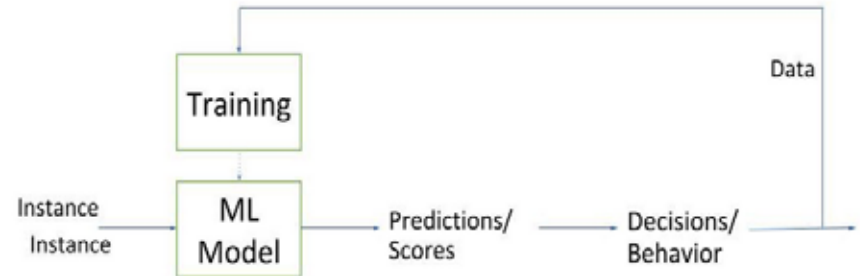 Data
Training
Instance
Instance
ML
Model
Predictions/
Scores
Decisions/
Behavior